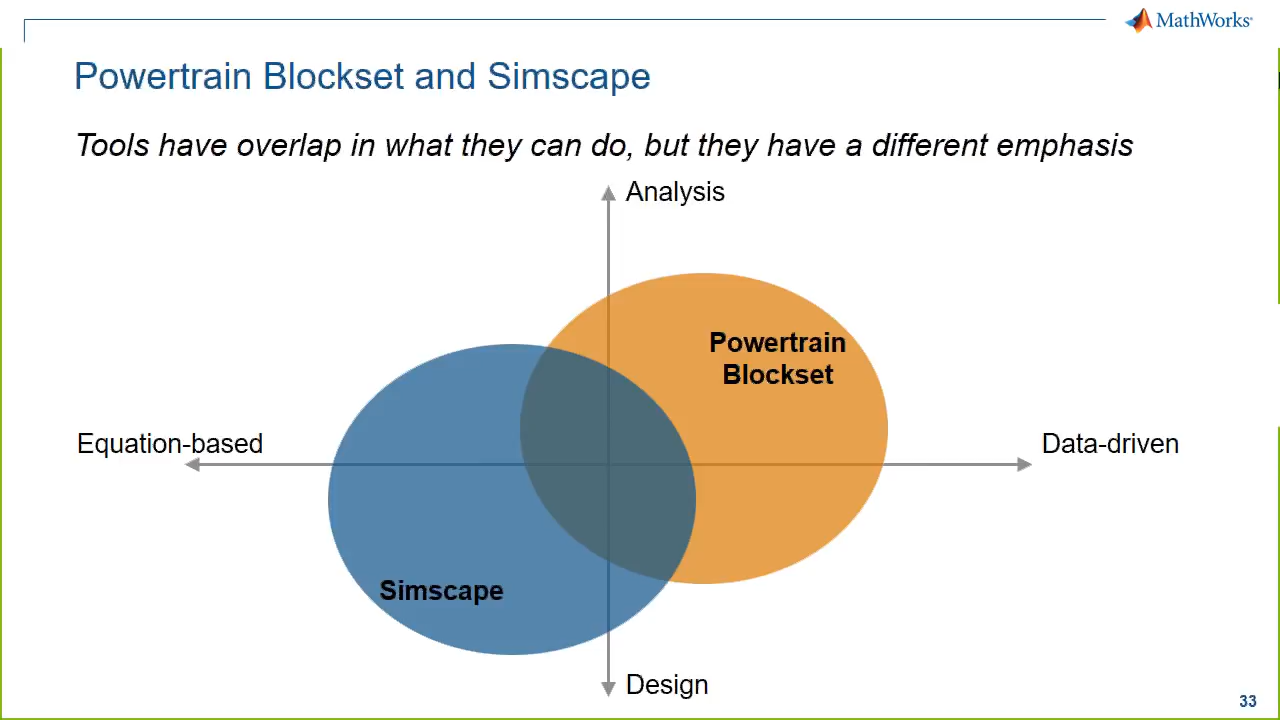 MathWorks
Powertrain Blockset and Simscape
Tools have overlap in what they can do, but they have a different emphasis
Analysis
Powertrain
Blockset
Equation-based
Data-driven
Simscape
Design
33